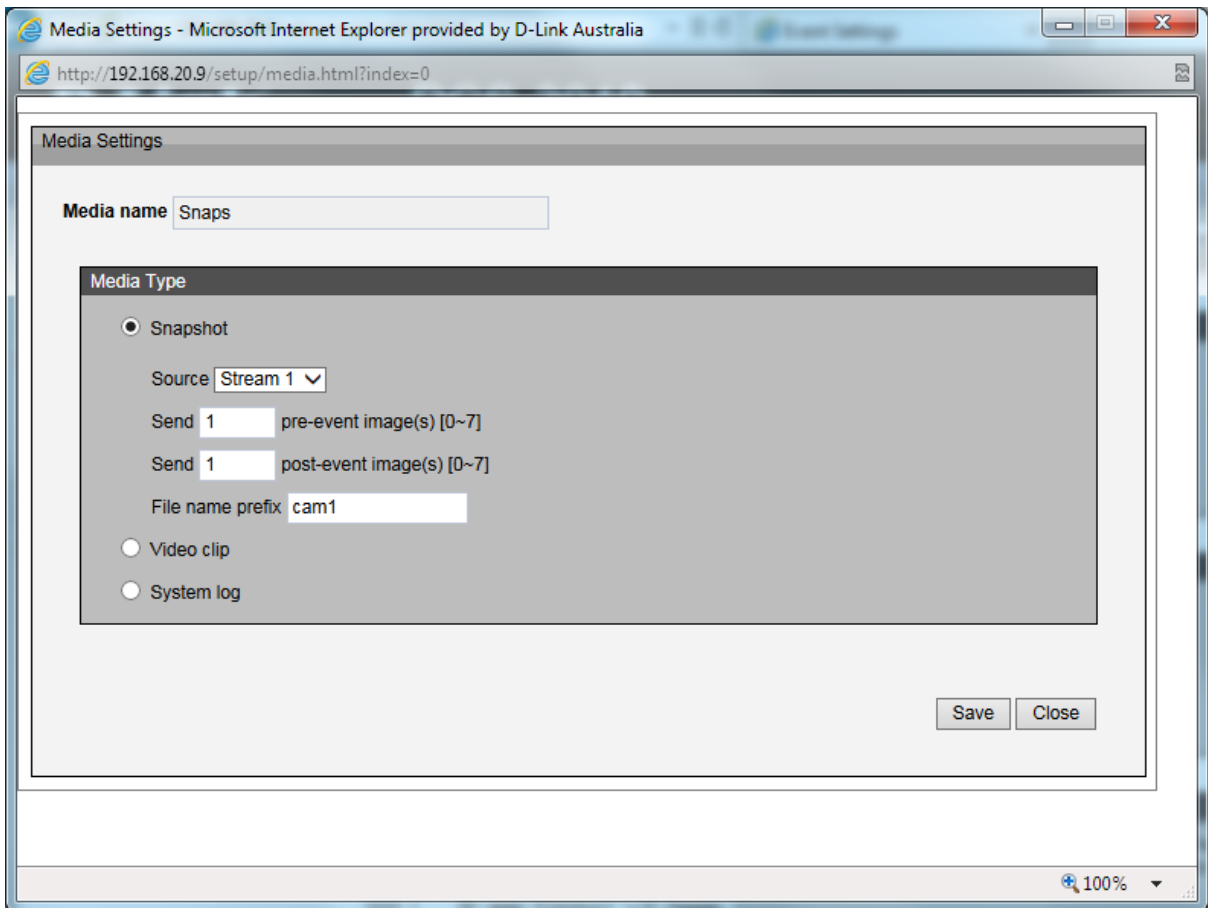 Media Settings - Microsoft Internet Explorer provided by D-Link Australia
Event Settings
http://192.168.20.9/setup/media.html?index=0
Media Settings
Media name Snaps
Media Type
Snapshot
Source Stream 1
Send 1 pre-event image(s) [0~7]
Send 1 post-event image(s) [0~7]
File name prefix cam1
Video clip
System log
Save Close
100%